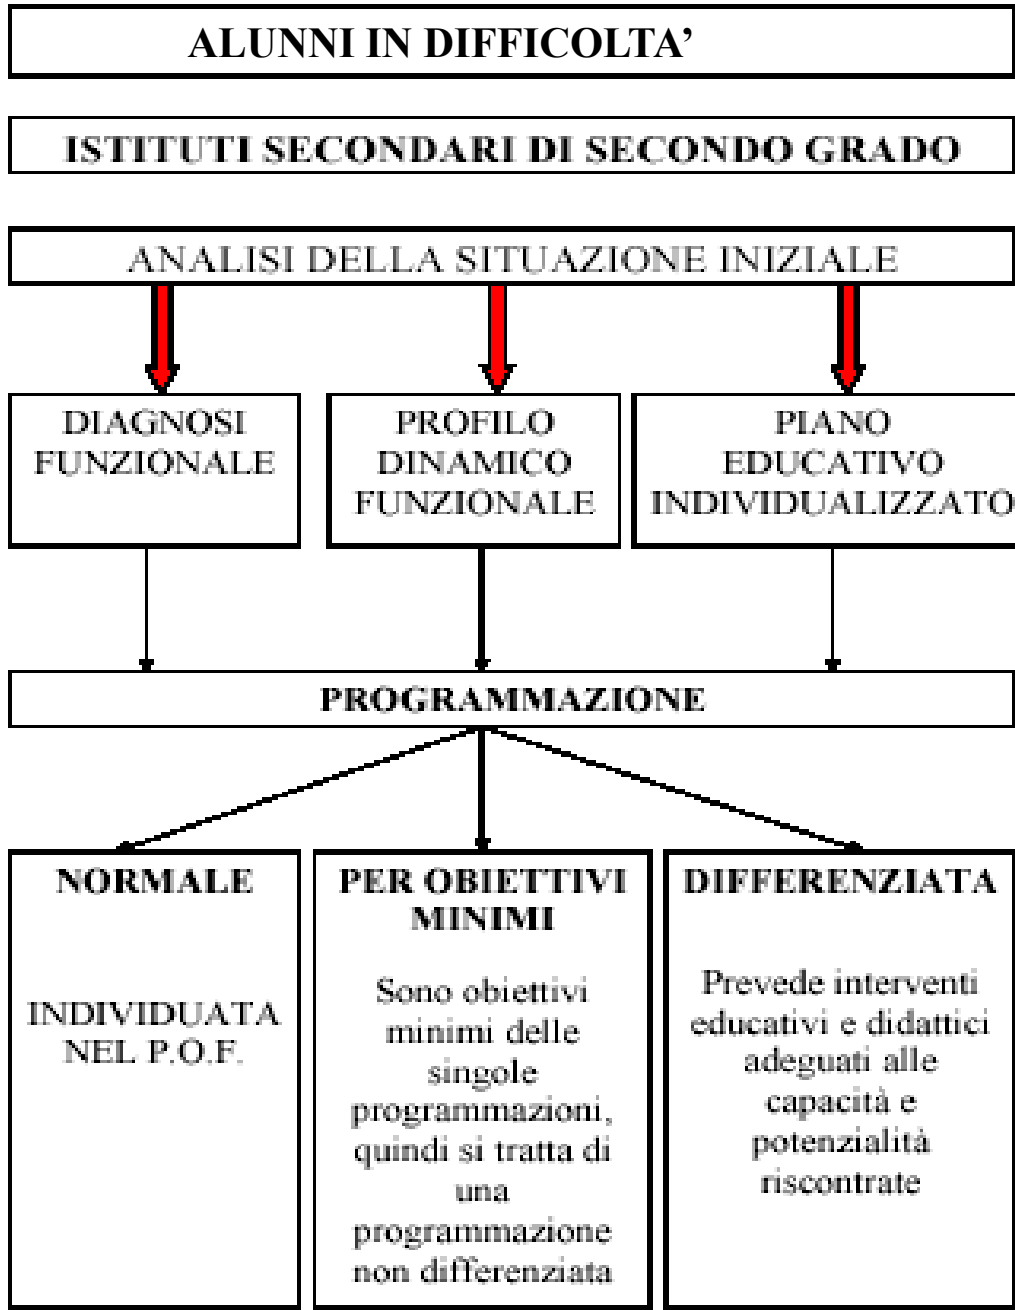 ALUNNI IN DIFFICOLTA’
ISTITUTI SECONDARI DI SECONDO GRADO
ANALISI DELLA SITUAZIONE INIZIALE
DIAGNOSI
FUNZIONALE
PROFILO
DINAMICO
FUNZIONALE
PIANO
EDUCATIVO
INDIVIDUALIZZATO
PROGRAMMAZIONE
NORMALE
INDIVIDUATA
NEL P.O.F.
PER OBIETTIVI
MINIMI
Sono obiettivi
minimi delle
singole
programmazioni,
quindi si tratta di
una
programmazione
non differenziata
DIFFERENZIATA
Prevede interventi
educativi e didattici
adeguati alle
capacità e
potenzialità
riscontrate